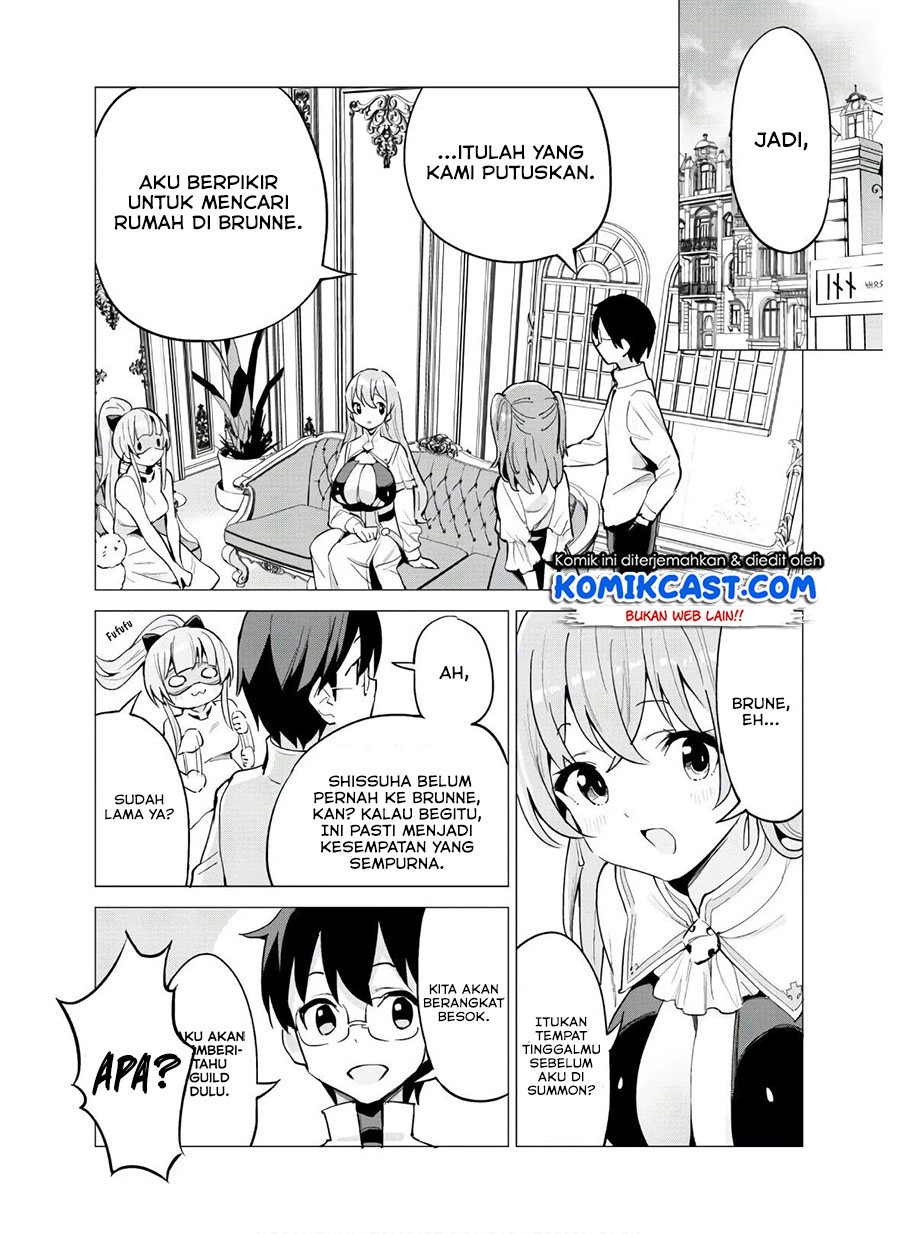 JADI,
...ITULAH YANG
KAMI PUTUSKAN.
AKU BERPIKIR
UNTUK MENCARI
RUMAH DI BRUNNE.
Komik ini diterjemahkan & diedit oleh
KOMIKCAST.COM
BUKAN WEB LAIN!!
BRUNE,
EH...
ITUKAN
TEMPAT
TINGGALMU
SEBELUM
AKU DI
SUMMON?
AH,
SHISSUHA BELUM
PERNAH KE BRUNNE,
KAN? KALAU BEGITU,
INI PASTI MENJADI
KESEMPATAN YANG
SEMPURNA.
Fufufu
SUDAH
LAMA YA?
KITA AKAN
BERANGKAT
BESOK.
KU AKAN
MBERI-
TAHU
GUILD
DULU.
APA?